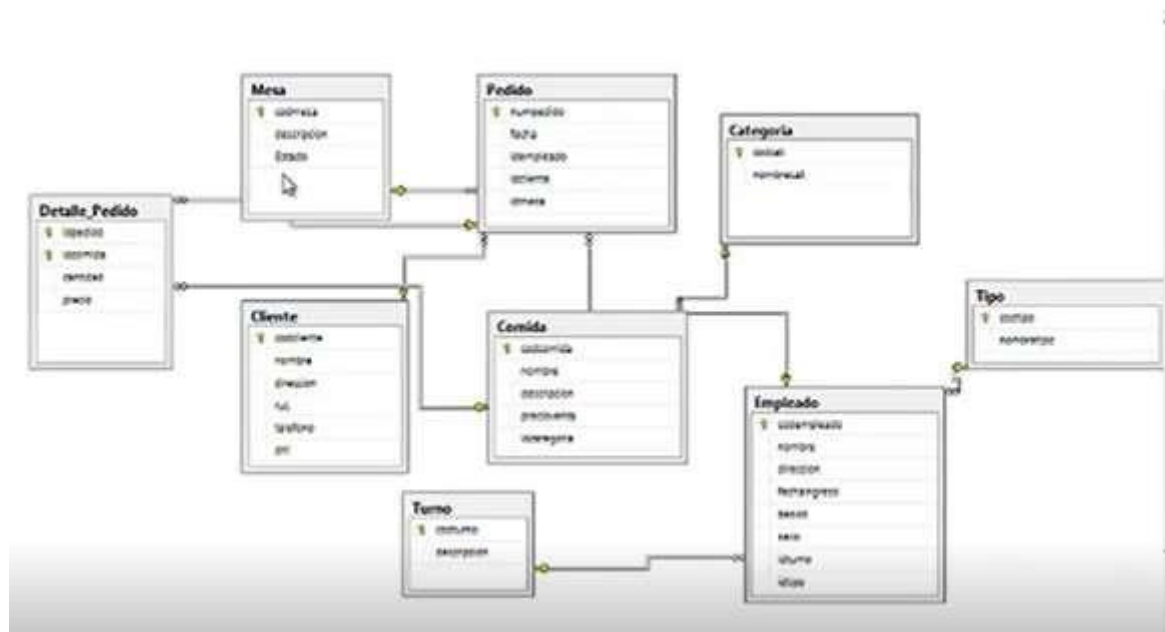 Mesa
codmesa
descripcion
Estado
Pedido
numpedido
fecha
idempleado
idcliente
idmesa
Categoria
codcat
nombrecat
Detalle_Pedido
idpedido
idcomida
cantidad
precio
Cliente
codcliente
nombre
direccion
ruc
telefono
dni
Comida
codcomida
nombre
descripcion
precioventa
idcategoria
Tipo
codtipo
nombretipo
Empleado
codempleado
nombre
direccion
sexo
idturno
idtipo
Turno
codturno
descripcion